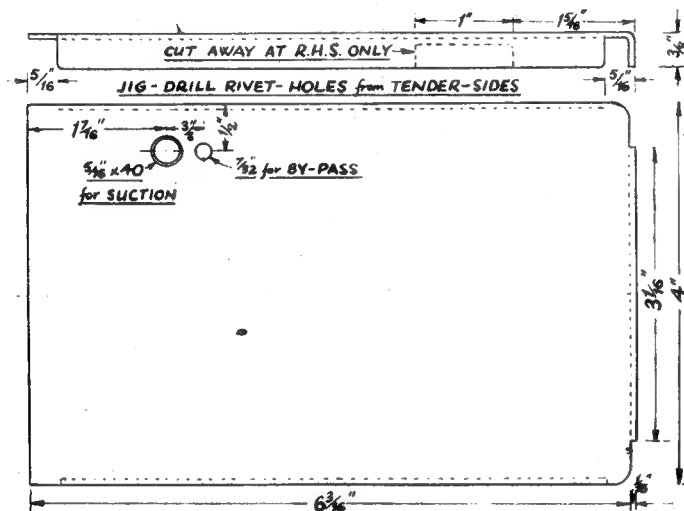 1" 1 5/16"
CUT AWAY AT R.H.S. ONLY
3/8"
5/16" 5/16"
JIG-DRILL RIVET-HOLES from TENDER-SIDES
1 7/16" 3/8" 1/2"
5/16" x 40
for SUCTION
7/32" for BY-PASS
3 1/16"
4"
6 3/16"
1/16"